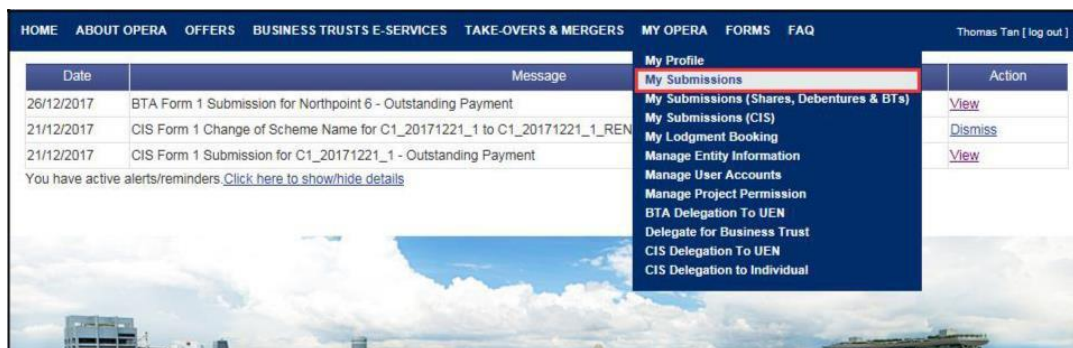 HOME ABOUT OPERA OFFERS BUSINESS TRUSTS E-SERVICES TAKE-OVERS & MERGERS MY OPERA FORMS FAQ Thomas Tan [ log out ]
My Profile
My Submissions
My Submissions (Shares, Debentures & BTs)
My Submissions (CIS)
My Lodgment Booking
Manage Entity Information
Manage User Accounts
Manage Project Permission
BTA Delegation To UEN
Delegate for Business Trust
CIS Delegation To UEN
CIS Delegation to Individual
Date Message Action
26/12/2017 BTA Form 1 Submission for Northpoint 6 - Outstanding Payment View
21/12/2017 CIS Form 1 Change of Scheme Name for C1_20171221_1 to C1_20171221_1_REN Dismiss
21/12/2017 CIS Form 1 Submission for C1_20171221_1 - Outstanding Payment View
You have active alerts/reminders.Click here to show/hide details